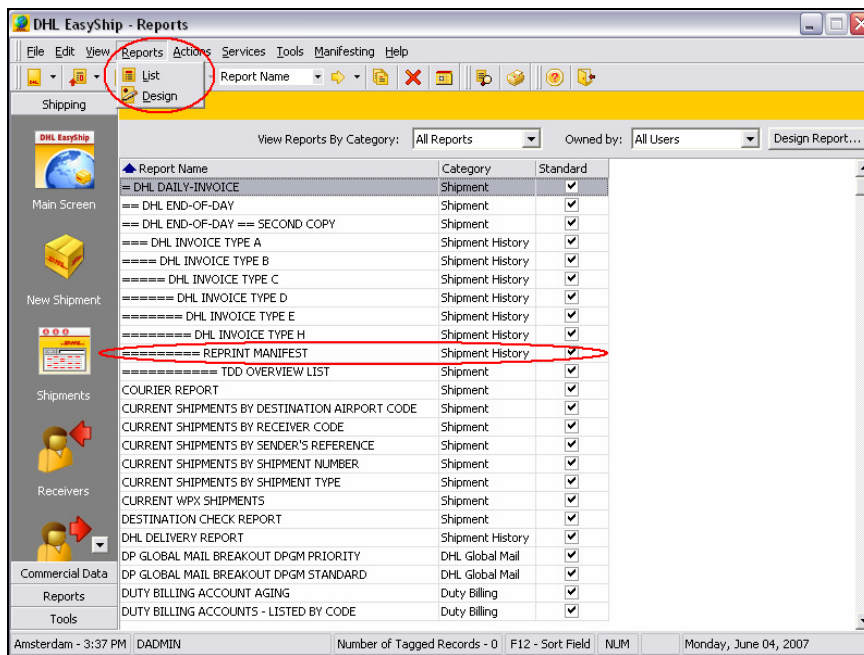 DHL EasyShip - Reports
File Edit View Reports Actions Services Tools Manifesting Help
List
Design
Report Name
Shipping
View Reports By Category: All Reports Owned by: All Users Design Report...
DHL EasyShip
Main Screen
New Shipment
Shipments
Receivers
Commercial Data
Reports
Tools
Report Name Category Standard
= DHL DAILY-INVOICE Shipment
== DHL END-OF-DAY Shipment
== DHL END-OF-DAY == SECOND COPY Shipment
=== DHL INVOICE TYPE A Shipment History
==== DHL INVOICE TYPE B Shipment History
===== DHL INVOICE TYPE C Shipment History
====== DHL INVOICE TYPE D Shipment History
======= DHL INVOICE TYPE E Shipment History
======== DHL INVOICE TYPE H Shipment History
========= REPRINT MANIFEST Shipment History
=========== TDD OVERVIEW LIST Shipment
COURIER REPORT Shipment
CURRENT SHIPMENTS BY DESTINATION AIRPORT CODE Shipment
CURRENT SHIPMENTS BY RECEIVER CODE Shipment
CURRENT SHIPMENTS BY SENDER'S REFERENCE Shipment
CURRENT SHIPMENTS BY SHIPMENT NUMBER Shipment
CURRENT SHIPMENTS BY SHIPMENT TYPE Shipment
CURRENT WPX SHIPMENTS Shipment
DESTINATION CHECK REPORT Shipment
DHL DELIVERY REPORT Shipment History
DP GLOBAL MAIL BREAKOUT DPGM PRIORITY DHL Global Mail
DP GLOBAL MAIL BREAKOUT DPGM STANDARD DHL Global Mail
DUTY BILLING ACCOUNT AGING Duty Billing
DUTY BILLING ACCOUNTS - LISTED BY CODE Duty Billing
Amsterdam - 3:37 PM DADMIN Number of Tagged Records - 0 F12 - Sort Field NUM Monday, June 04, 2007